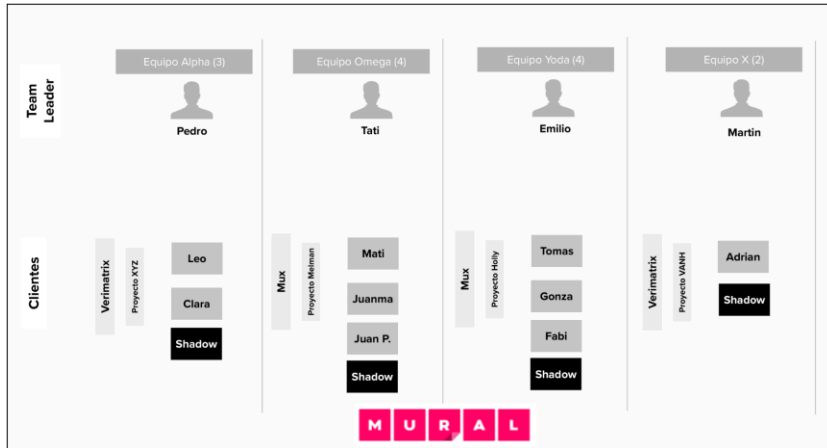 Equipo Alpha (3)
Equipo Omega (4)
Equipo Yoda (4)
Equipo X (2)
Team
Leader
Pedro
Tati
Emilio
Martin
Clientes
Verimatrix
Proyecto XYZ
Leo
Clara
Shadow
Mux
Proyecto Melman
Mati
Juanma
Juan P.
Shadow
Mux
Proyecto Holly
Tomas
Gonza
Fabi
Shadow
Verimatrix
Proyecto VANH
Adrian
Shadow
MURAL